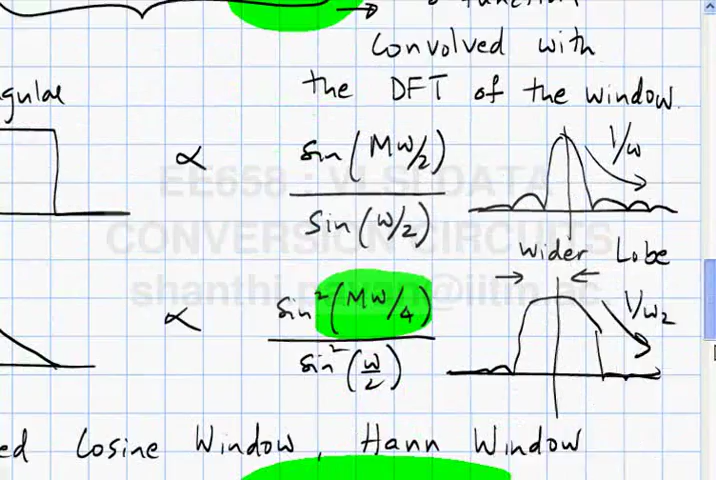 Convolved with
the DFT of the window.
gular
∝ sin(Mω/2) / sin(ω/2) 1/ω
EE658 : VLSI DATA
CONVERSION CIRCUITS
Wider Lobe
∝ sin²(Mω/4) / sin²(ω/2) 1/ω2
ed Cosine Window, Hann Window